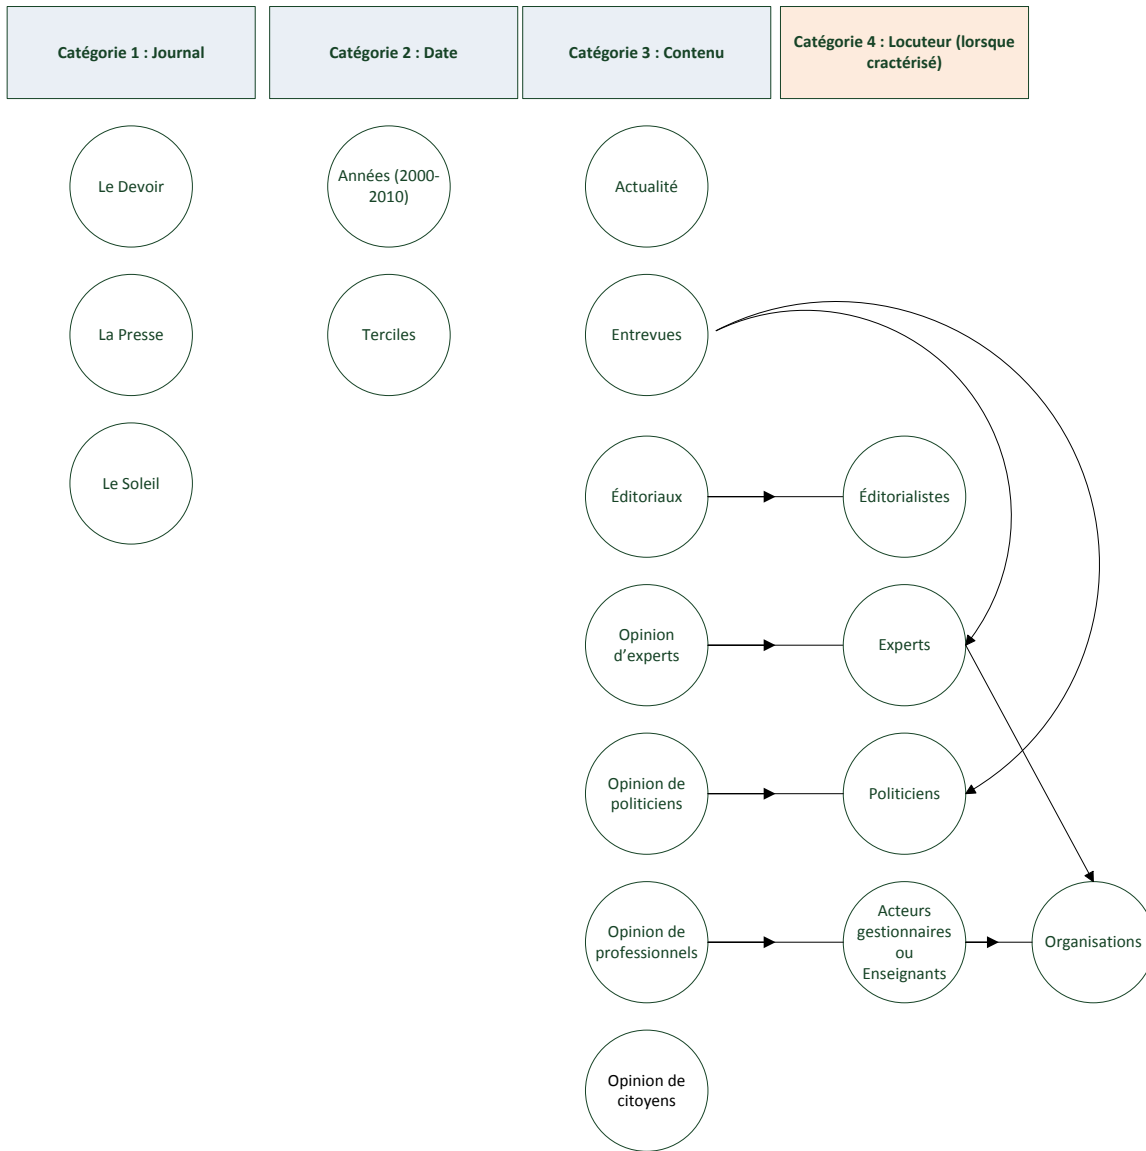 Catégorie 1 : Journal
Catégorie 2 : Date
Catégorie 3 : Contenu
Catégorie 4 : Locuteur (lorsque
cractérisé)
Le Devoir
Années (2000-
2010)
Actualité
La Presse
Terciles
Entrevues
Le Soleil
Éditoriaux
Éditorialistes
Opinion
d’experts
Experts
Opinion de
politiciens
Politiciens
Opinion de
professionnels
Acteurs
gestionnaires
ou
Enseignants
Organisations
Opinion de
citoyens